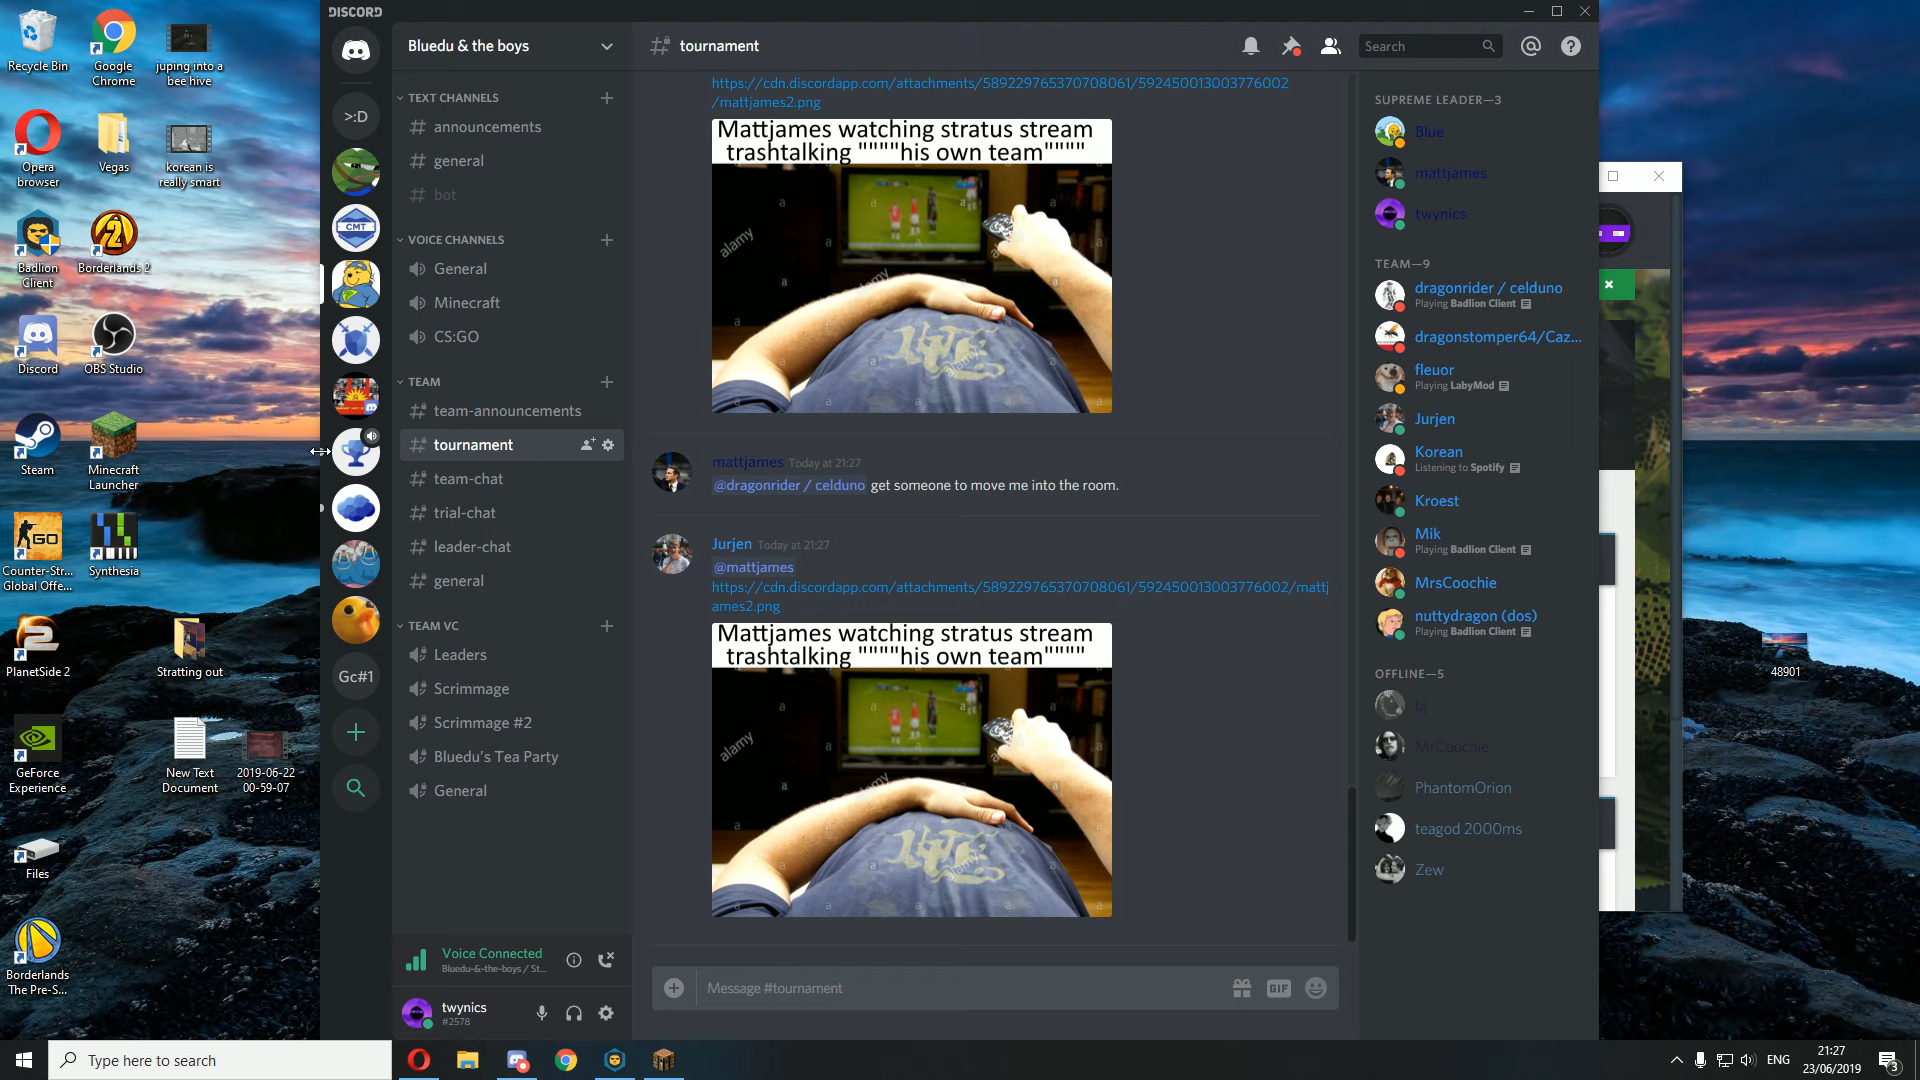 Recycle Bin
Google
Chrome
juping into a
bee hive
Opera
browser
Vegas
korean is
really smart
Badlion
Client
Borderlands 2
Discord
OBS Studio
Steam
Minecraft
Launcher
Counter-Str...
Global Offe...
Synthesia
PlanetSide 2
Stratting out
GeForce
Experience
New Text
Document
2019-06-22
00-59-07
Files
Borderlands
The Pre-S...
DISCORD
>:D
CMT
Gc#1
Bluedu & the boys
TEXT CHANNELS
announcements
general
bot
VOICE CHANNELS
General
Minecraft
CS:GO
TEAM
team-announcements
tournament
team-chat
trial-chat
leader-chat
general
TEAM VC
Leaders
Scrimmage
Scrimmage #2
Bluedu's Tea Party
General
Voice Connected
Bluedu-&-the-boys / St...
twynics
#2578
tournament
Search
https://cdn.discordapp.com/attachments/589229765370708061/592450013003776002
/mattjames2.png
Mattjames watching stratus stream
trashtalking """"his own team""""
alamy
alamy
mattjames Today at 21:27
@dragonrider / celduno get someone to move me into the room.
Jurjen Today at 21:27
@mattjames
https://cdn.discordapp.com/attachments/589229765370708061/592450013003776002/mattj
ames2.png
Mattjames watching stratus stream
trashtalking """"his own team""""
alamy
alamy
Message #tournament
GIF
SUPREME LEADER—3
Blue
mattjames
twynics
TEAM—9
dragonrider / celduno
Playing Badlion Client
dragonstomper64/Caz...
fleuor
Playing LabyMod
Jurjen
Korean
Listening to Spotify
Kroest
Mik
Playing Badlion Client
MrsCoochie
nuttydragon (dos)
Playing Badlion Client
OFFLINE—5
bj
MrCoochie
PhantomOrion
teagod 2000ms
Zew
48901
Type here to search
ENG
21:27
23/06/2019
3